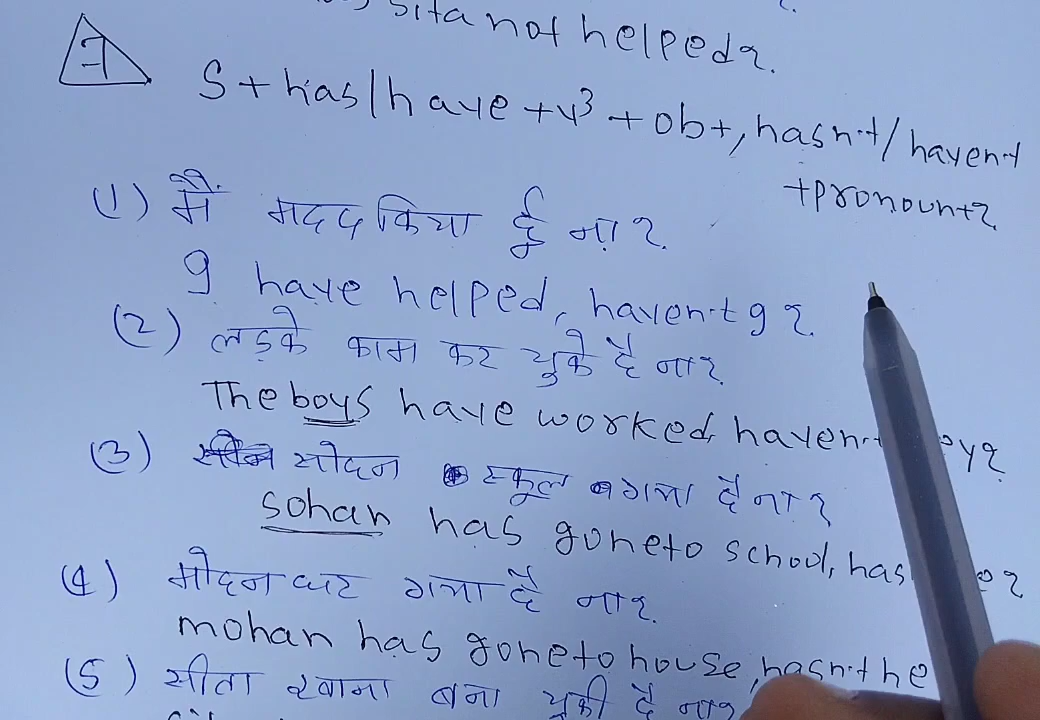 sita not helped?
F
S + has/have + v3 + obt, hasn't/haven't
+pronoun+?
(1) मैं मदद किया हूँ ना?
I have helped, haven't I?
(2) लड़के काम कर चुके है ना?
The boys have worked, haven't
(3) सोहन स्कूल गया है ना?
sohan has gone to school, has
(4) मोहन घर गया है ना?
mohan has gone to house, hasn't he
(5) सीता खाना बना चुकी है ना?